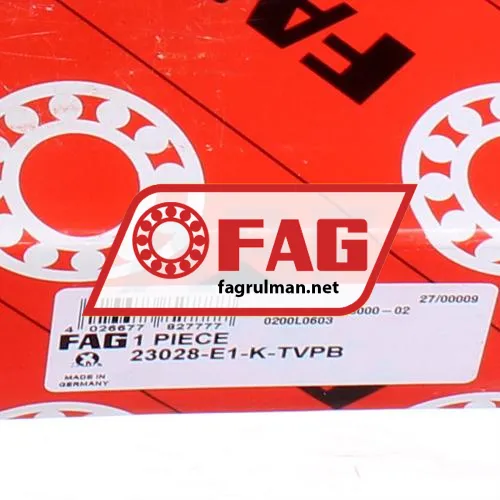 FAG
FAG
fagrulman.net
27/00009
000-02
0200L0603
4 026677 827777
FAG 1 PIECE
23028-E1-K-TVPB
MADE IN
GERMANY